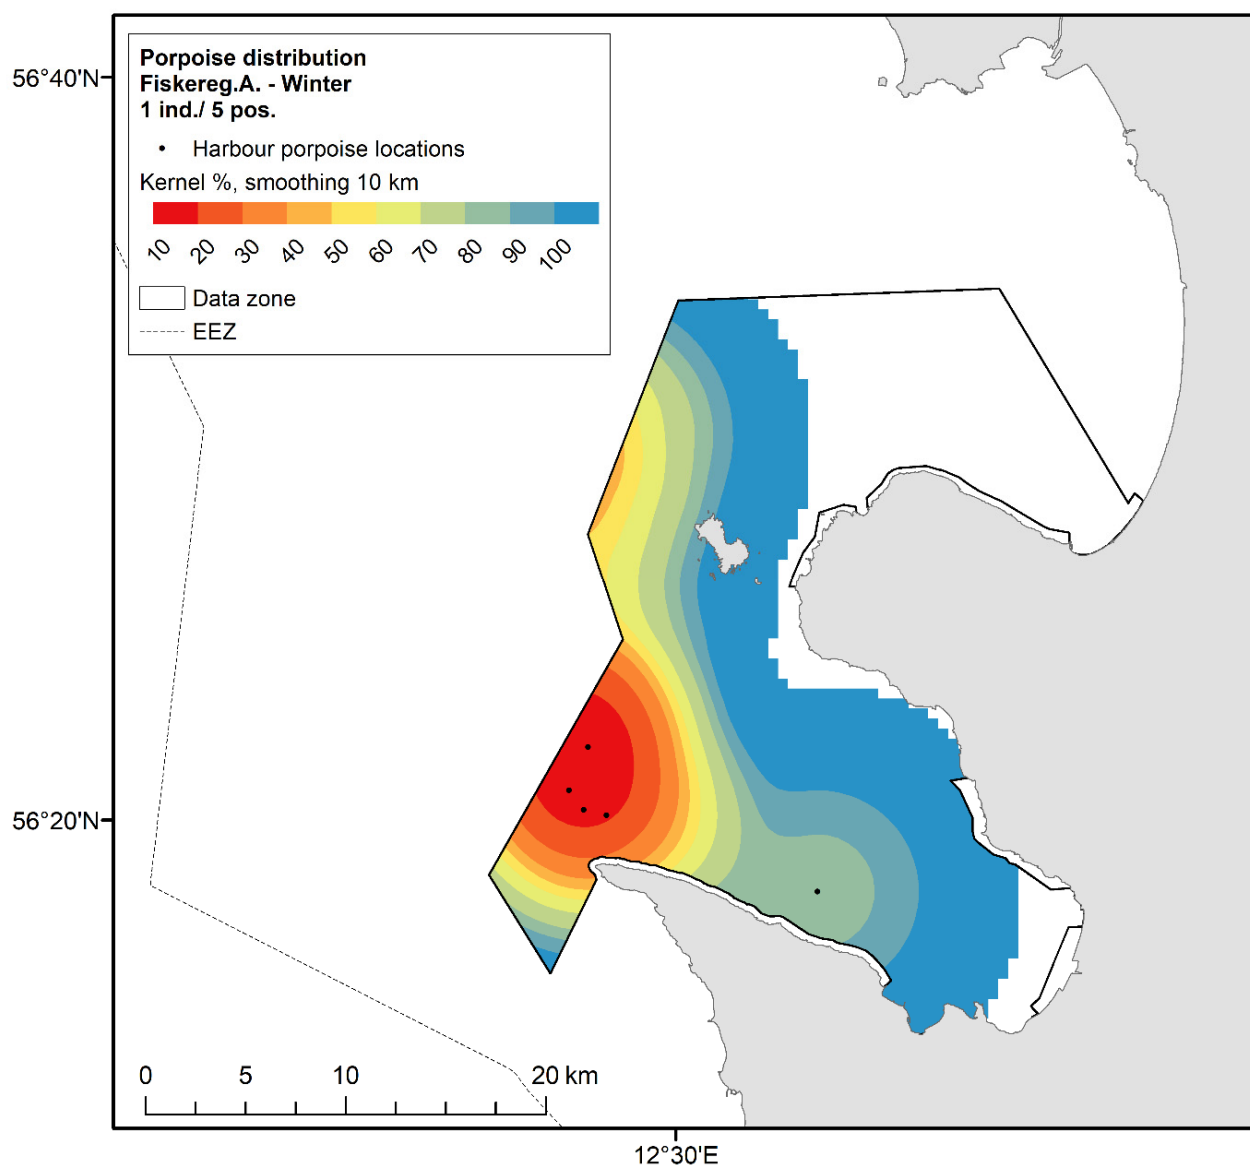 Porpoise distribution
Fiskereg.A. - Winter
1 ind./ 5 pos.
Harbour porpoise locations
Kernel %, smoothing 10 km
10 20 30 40 50 60 70 80 90 100
Data zone
EEZ
56°40'N
56°20'N
0 5 10 20 km
12°30'E